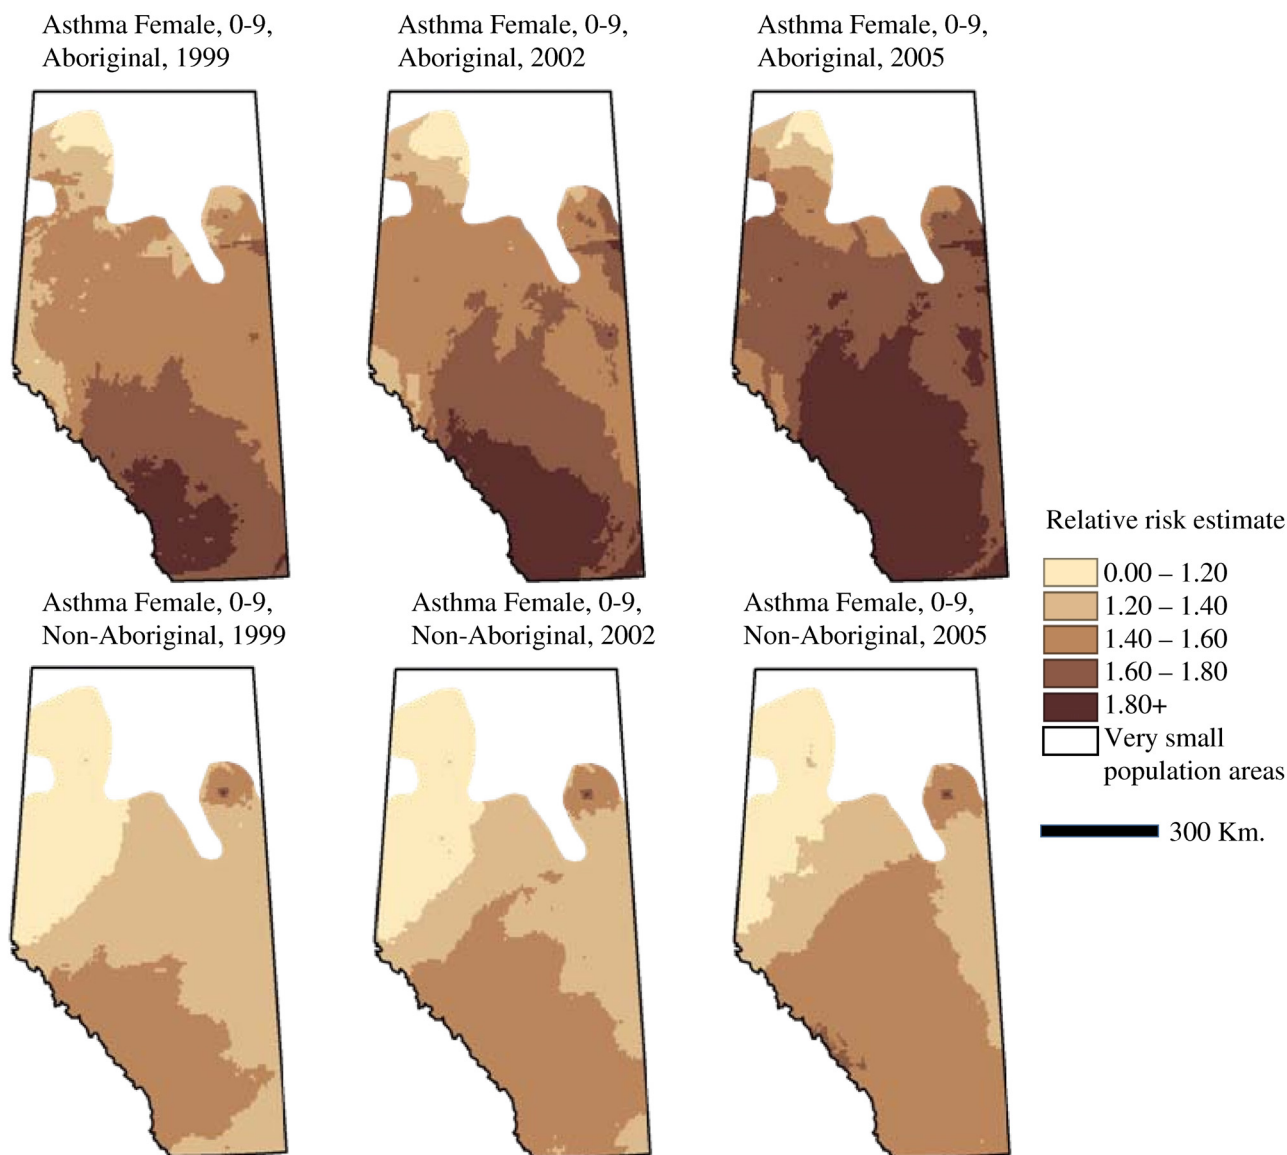 Asthma Female, 0-9,
Aboriginal, 1999
Asthma Female, 0-9,
Aboriginal, 2002
Asthma Female, 0-9,
Aboriginal, 2005
Asthma Female, 0-9,
Non-Aboriginal, 1999
Asthma Female, 0-9,
Non-Aboriginal, 2002
Asthma Female, 0-9,
Non-Aboriginal, 2005
Relative risk estimate
0.00 – 1.20
1.20 – 1.40
1.40 – 1.60
1.60 – 1.80
1.80+
Very small
population areas
300 Km.